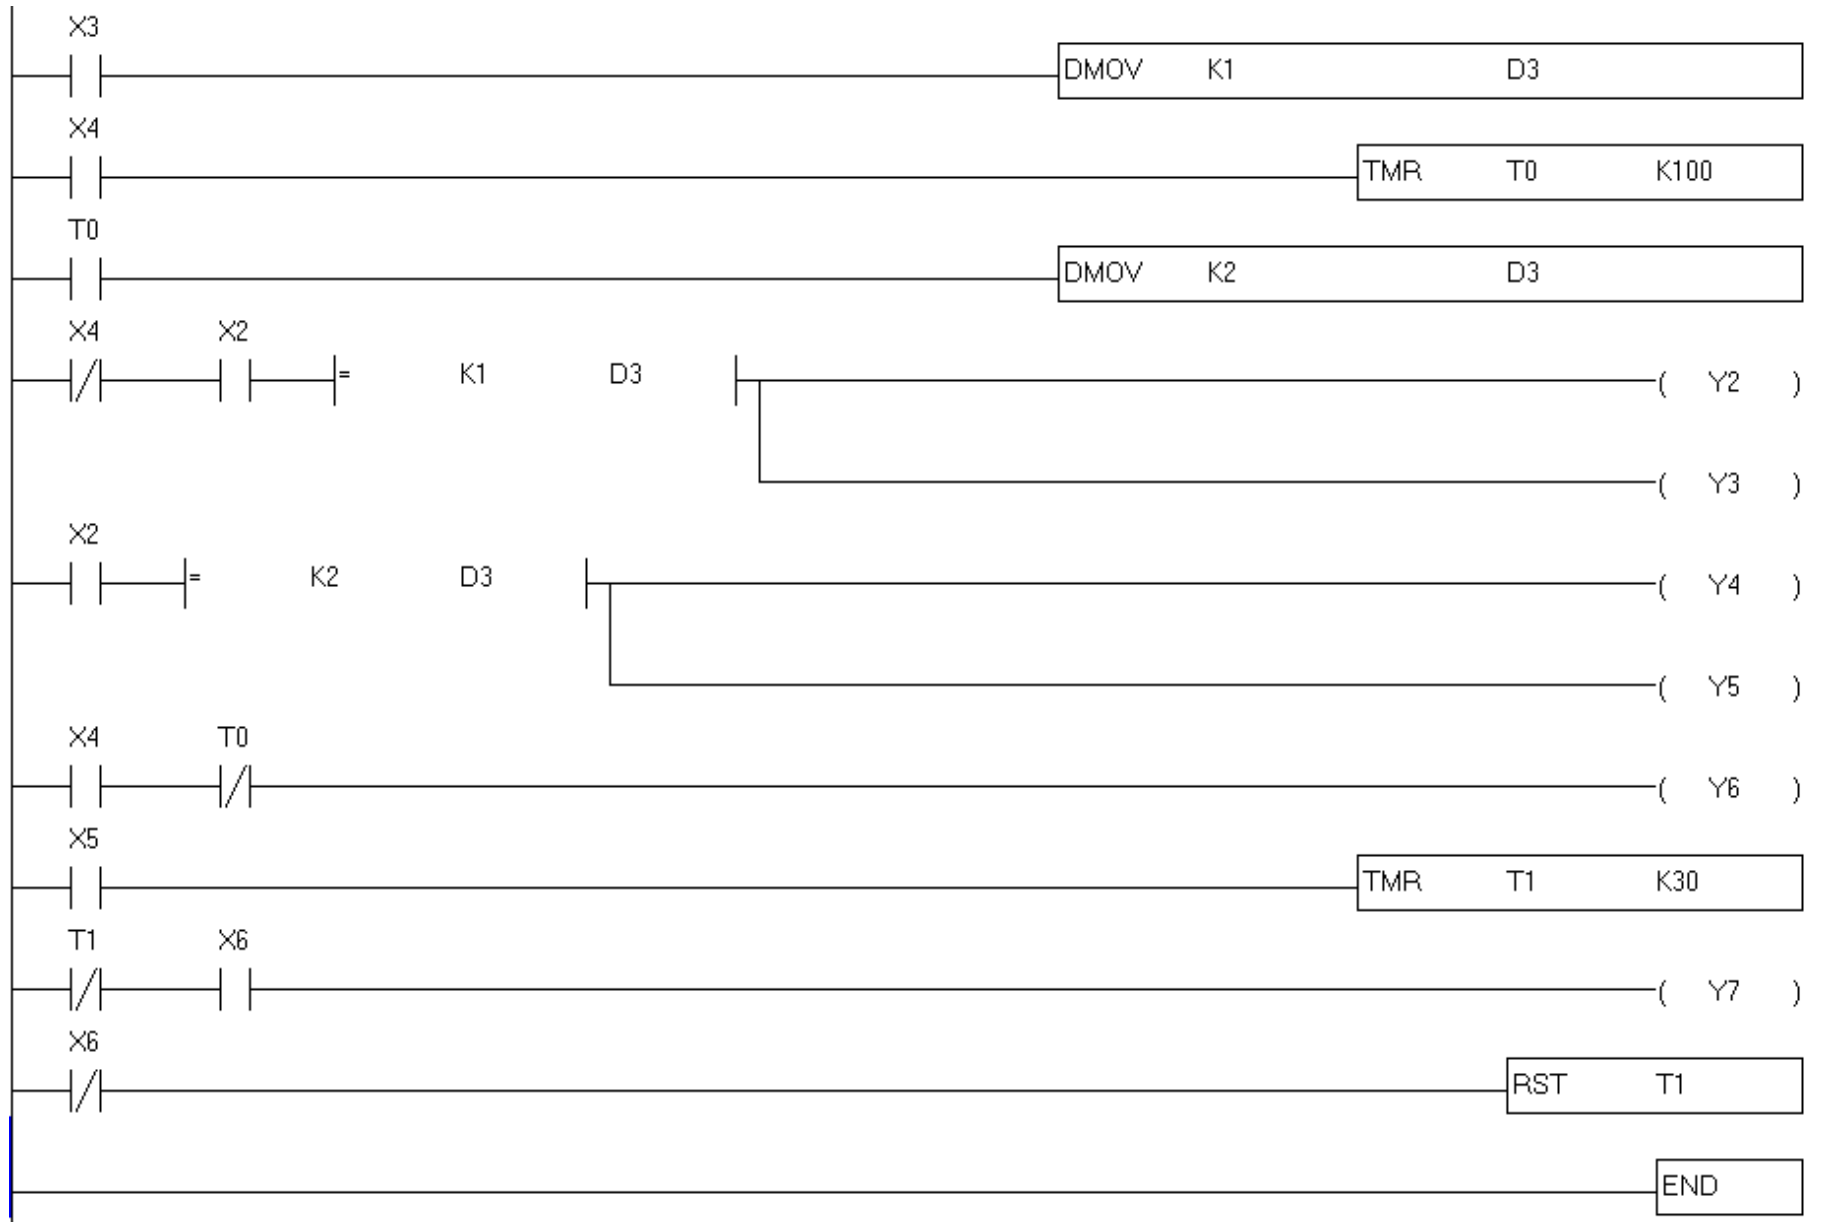 X3
DMOV K1 D3
X4
TMR T0 K100
T0
DMOV K2 D3
X4 X2
= K1 D3 ( Y2 )
( Y3 )
X2
= K2 D3 ( Y4 )
( Y5 )
X4 T0
( Y6 )
X5
TMR T1 K30
T1 X6
( Y7 )
X6
RST T1
END